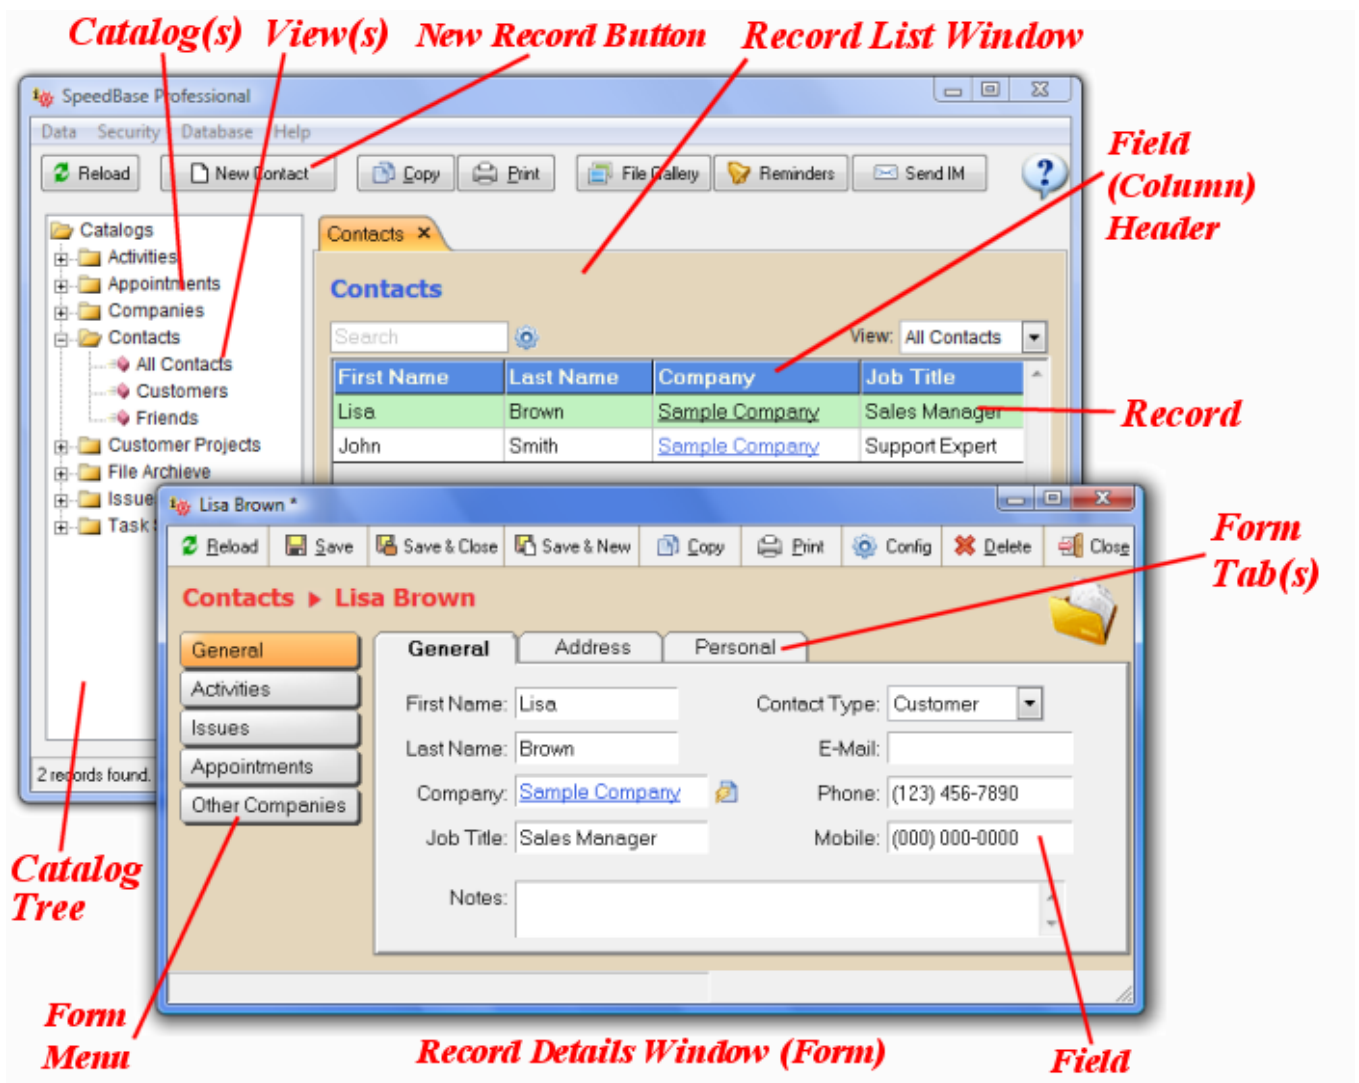 Catalog(s) View(s) New Record Button Record List Window
SpeedBase Professional
Data Security Database Help
Reload New Contact Copy Print File Gallery Reminders Send IM ?
Field
(Column)
Header
Catalogs
Activities
Appointments
Companies
Contacts
All Contacts
Customers
Friends
Customer Projects
File Archieve
Issue
Task
Contacts
Contacts
Search View: All Contacts
First Name Last Name Company Job Title
Lisa Brown Sample Company Sales Manager
John Smith Sample Company Support Expert
Record
2 records found.
Lisa Brown *
Reload Save Save & Close Save & New Copy Print Config Delete Close
Form
Tab(s)
Contacts Lisa Brown
General
Activities
Issues
Appointments
Other Companies
General Address Personal
First Name: Lisa Contact Type: Customer
Last Name: Brown E-Mail:
Company: Sample Company Phone: (123) 456-7890
Job Title: Sales Manager Mobile: (000) 000-0000
Notes:
Catalog
Tree
Form
Menu
Record Details Window (Form)
Field